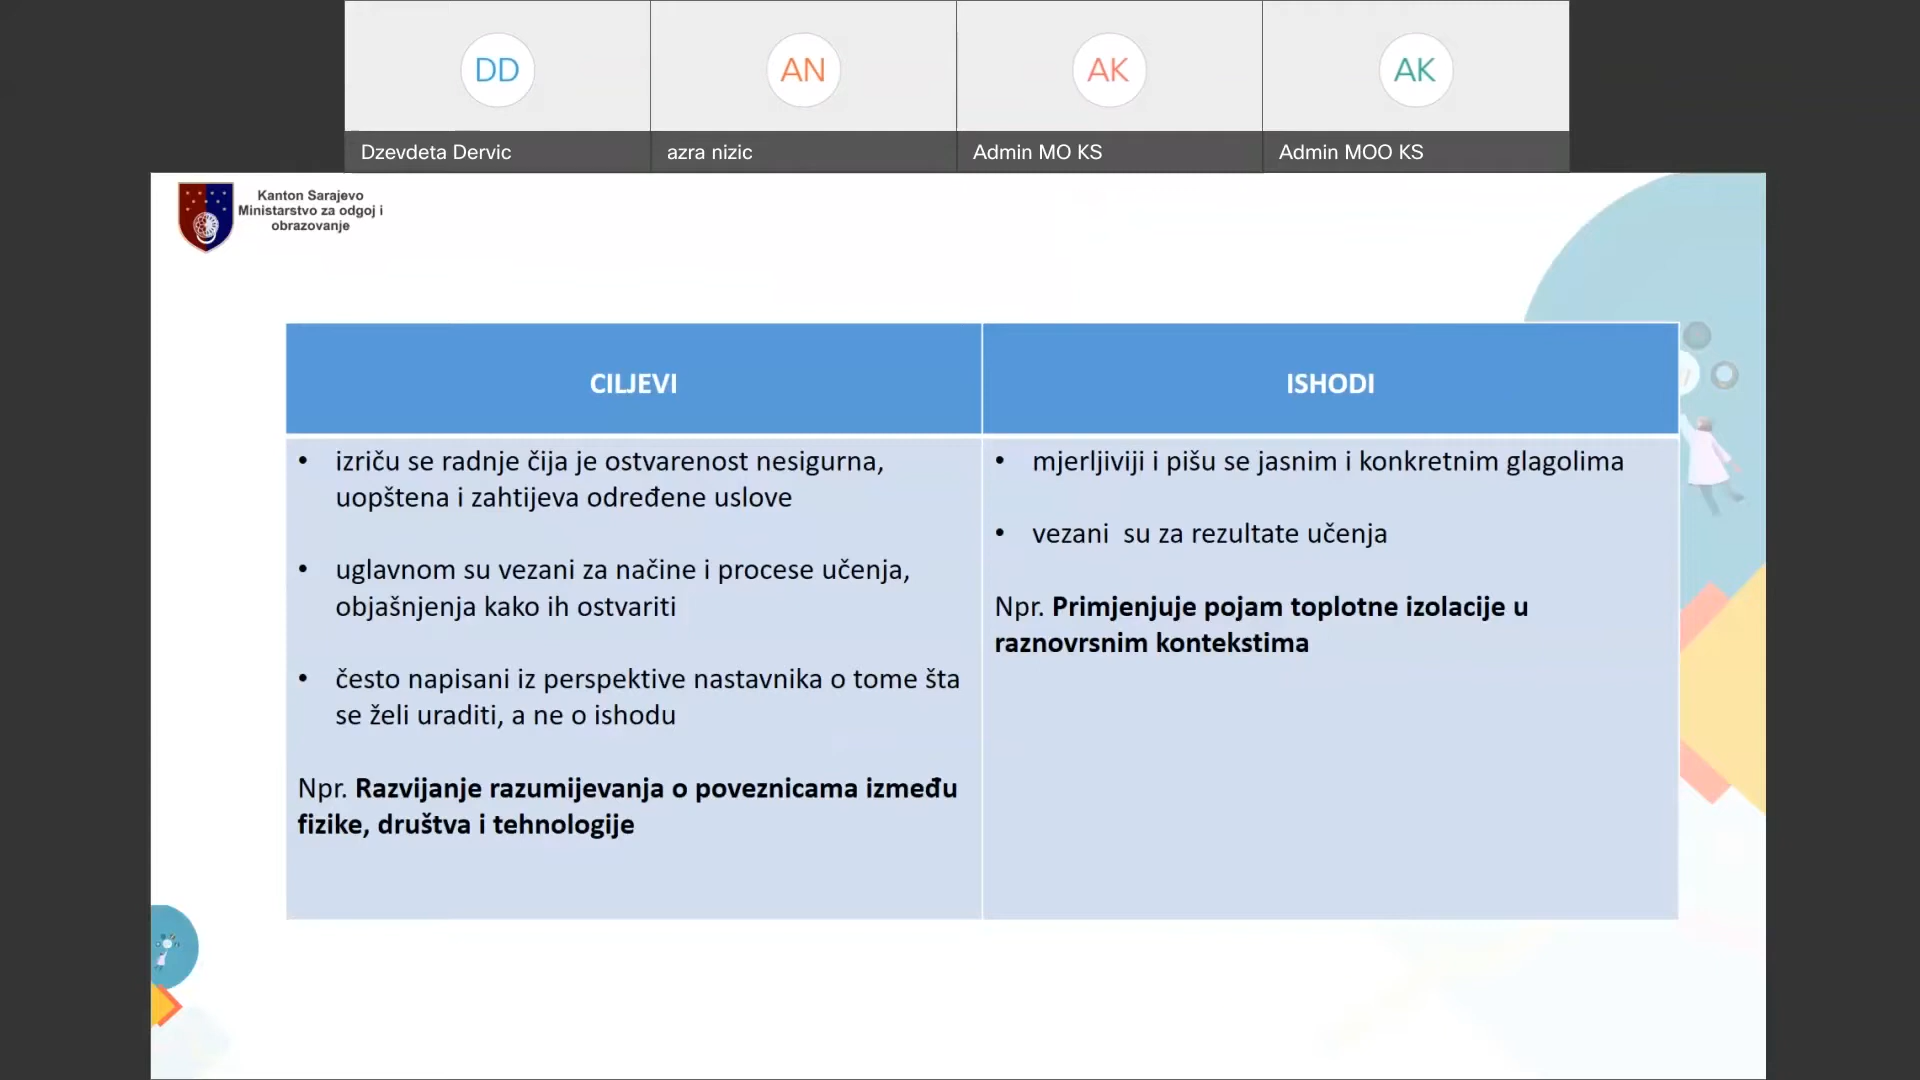 DD
AN
AK
AK
Dzevdeta Dervic
azra nizic
Admin MO KS
Admin MOO KS
Kanton Sarajevo
Ministarstvo za odgoj i
obrazovanje
CILJEVI
ISHODI
• izriču se radnje čija je ostvarenost nesigurna,
uopštena i zahtijeva određene uslove
• uglavnom su vezani za načine i procese učenja,
objašnjenja kako ih ostvariti
• često napisani iz perspektive nastavnika o tome šta
se želi uraditi, a ne o ishodu
Npr. Razvijanje razumijevanja o poveznicama između
fizike, društva i tehnologije
• mjerljiviji i pišu se jasnim i konkretnim glagolima
• vezani  su za rezultate učenja
Npr. Primjenjuje pojam toplotne izolacije u
raznovrsnim kontekstima